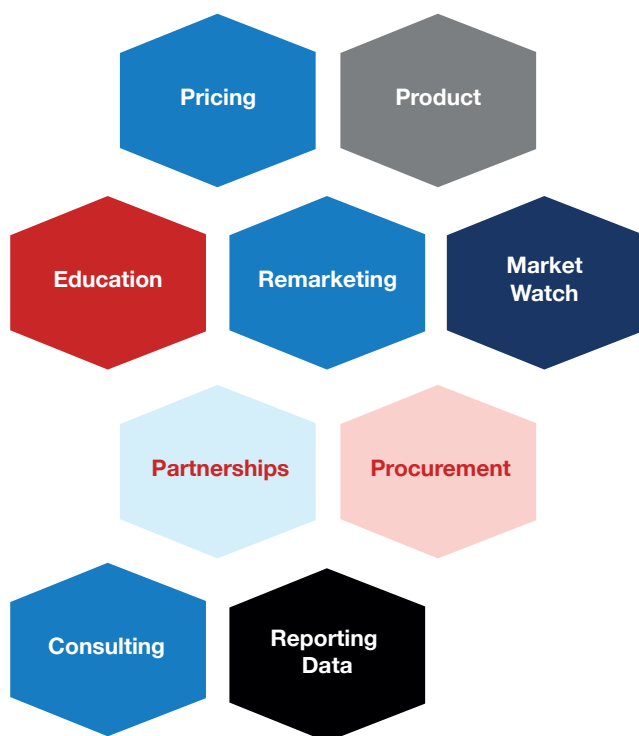 Pricing
Product
Education
Remarketing
Market
Watch
Partnerships
Procurement
Consulting
Reporting
Data